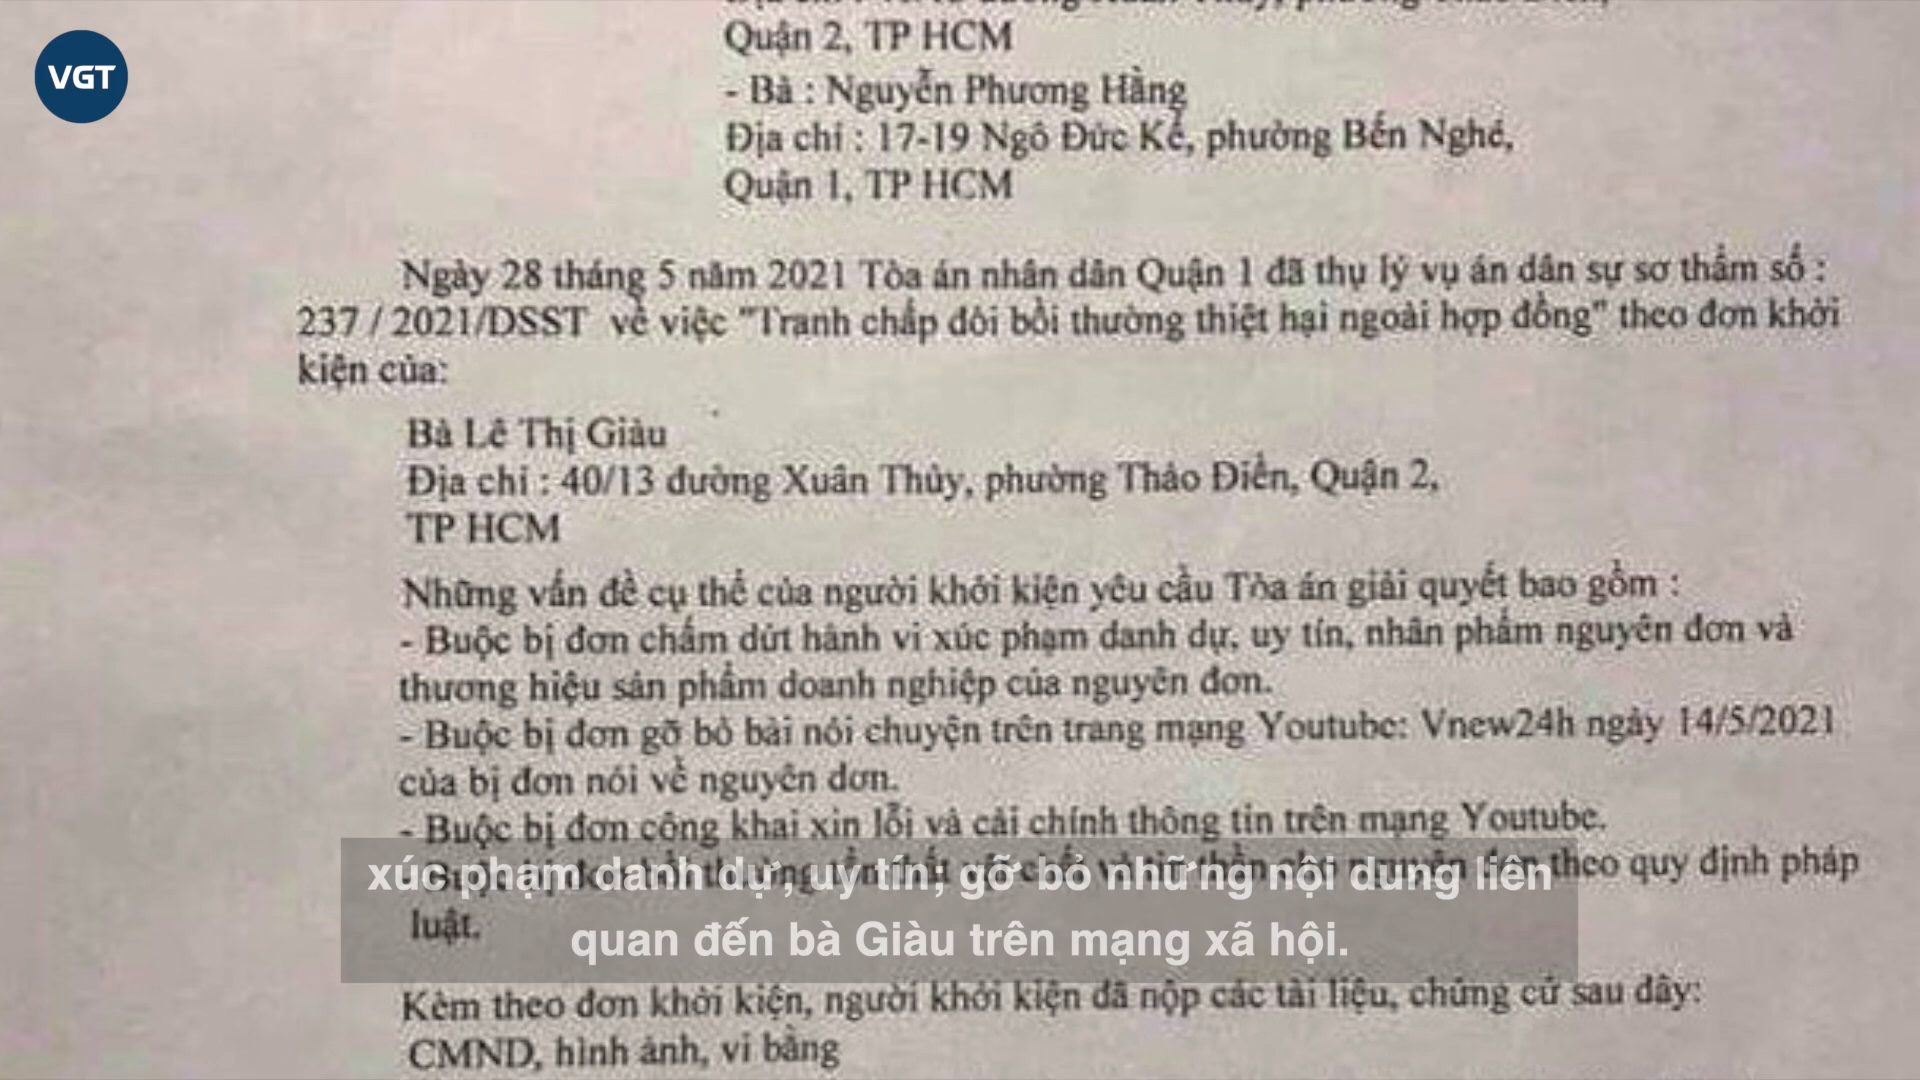 VGT
Quận 2, TP HCM
- Bà : Nguyễn Phương Hằng
Địa chỉ : 17-19 Ngô Đức Kế, phường Bến Nghé,
Quận 1, TP HCM
Ngày 28 tháng 5 năm 2021 Tòa án nhân dân Quận 1 đã thụ lý vụ án dân sự sơ thẩm số :
237 / 2021/DSST về việc "Tranh chấp đòi bồi thường thiệt hại ngoài hợp đồng" theo đơn khởi
kiện của:
Bà Lê Thị Giàu
Địa chỉ : 40/13 đường Xuân Thủy, phường Thảo Điền, Quận 2,
TP HCM
Những vấn đề cụ thể của người khởi kiện yêu cầu Tòa án giải quyết bao gồm :
- Buộc bị đơn chấm dứt hành vi xúc phạm danh dự, uy tín, nhân phẩm nguyên đơn và
thương hiệu sản phẩm doanh nghiệp của nguyên đơn.
- Buộc bị đơn gỡ bỏ bài nói chuyện trên trang mạng Youtube: Vnew24h ngày 14/5/2021
của bị đơn nói về nguyên đơn.
- Buộc bị đơn công khai xin lỗi và cải chính thông tin trên mạng Youtube.
theo quy định pháp
luật.
xúc phạm danh dự, uy tín, gỡ bỏ những nội dung liên
quan đến bà Giàu trên mạng xã hội.
Kèm theo đơn khởi kiện, người khởi kiện đã nộp các tài liệu, chứng cứ sau đây:
CMND, hình ảnh, vi bằng